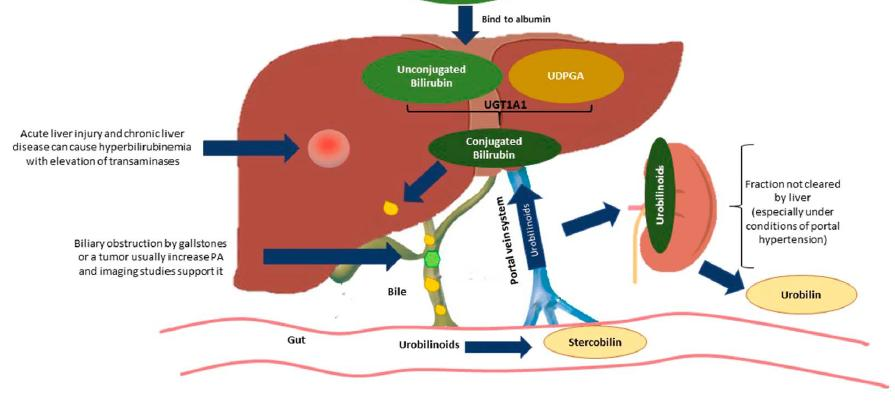 Bind to albumin
Unconjugated
Bilirubin
UDPGA
UGT1A1
Conjugated
Bilirubin
Acute liver injury and chronic liver
disease can cause hyperbilirubinemia
with elevation of transaminases
Biliary obstruction by gallstones
or a tumor usually increase PA
and imaging studies support it
Bile
Portal vein system
Urobilinoids
Urobilinoids
Fraction not cleared
by liver
(especially under
conditions of portal
hypertension)
Urobilin
Gut
Urobilinoids
Stercobilin